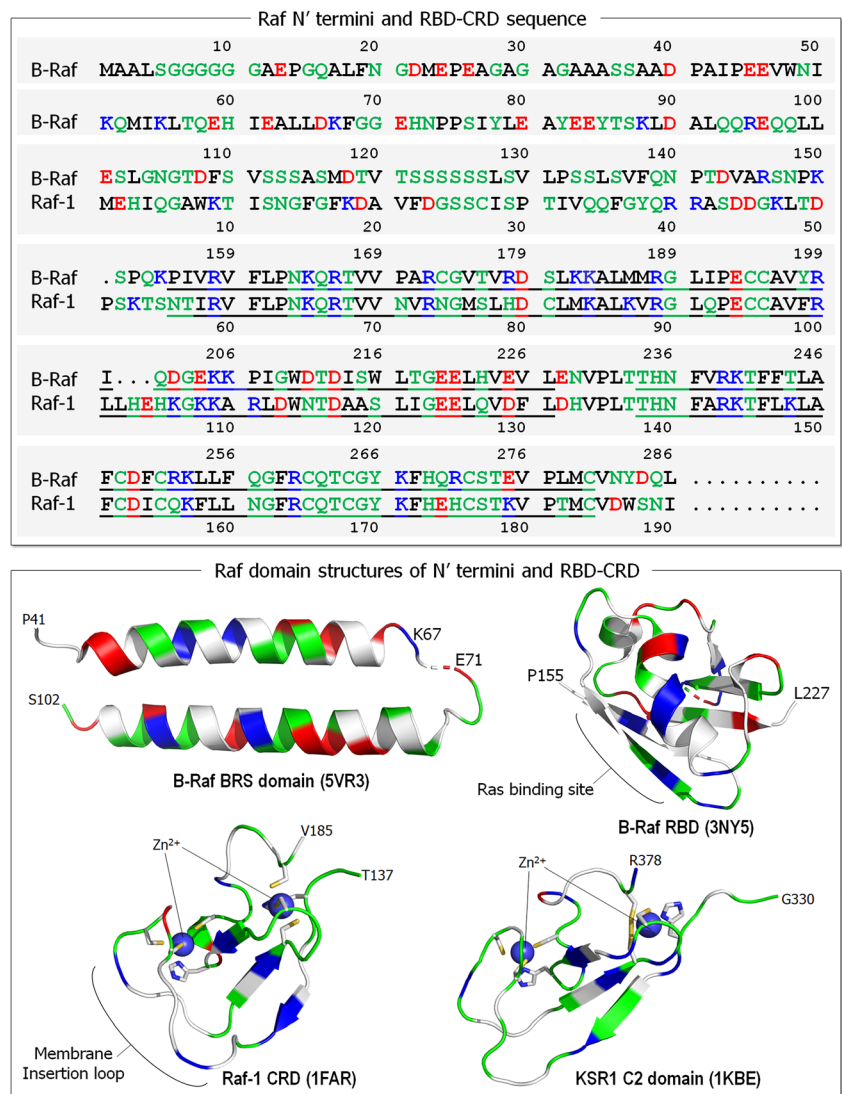 Raf N’ termini and RBD-CRD sequence
10 20 30 40 50
B-Raf MAALSGGGGG GAEPGQALFN GDMEPEAGAG AGAAASSAAD PAIPEEVWNI
60 70 80 90 100
B-Raf KQMIKLTQEH IEALLDKFGG EHNPPSIYLE AYEEYTSKLD ALQQREQQLL
110 120 130 140 150
B-Raf ESLGNGTDFS VSSSASMDTV TSSSSSSLSV LPSSLSVFQN PTDVARSNPK
Raf-1 MEHIQGAWKT ISNGFGFKDA VFDGSSCISP TIVQQFGYQR RASDDGKLTD
10 20 30 40 50
159 169 179 189 199
B-Raf .SPQKPIVRV FLPNKQRTVV PARCGVTVRD SLKKALMMRG LIPECCAVYR
Raf-1 PSKTSNTIRV FLPNKQRTVV NVRNGMSLHD CLMKALKVRG LQPECCAVFR
60 70 80 90 100
206 216 226 236 246
B-Raf I...QDGEKK PIGWDTDISW LTGEELHVEV LENVPLTTHN FVRKTFFTLA
Raf-1 LLHEHKGKKA RLDWNTDAAS LIGEELQVDF LDHVPLTTHN FARKTFLKLA
110 120 130 140 150
256 266 276 286
B-Raf FCDFCRKLLF QGFRCQTCGY KFHQRCSTEV PLMCVNYDQL ..........
Raf-1 FCDICQKFLL NGFRCQTCGY KFHEHCSTKV PTMCVDWSNI ..........
160 170 180 190
Raf domain structures of N’ termini and RBD-CRD
P41
K67
E71
S102
B-Raf BRS domain (5VR3)
P155
L227
Ras binding site
B-Raf RBD (3NY5)
Zn2+
V185
T137
Membrane
Insertion loop
Raf-1 CRD (1FAR)
Zn2+
R378
G330
KSR1 C2 domain (1KBE)